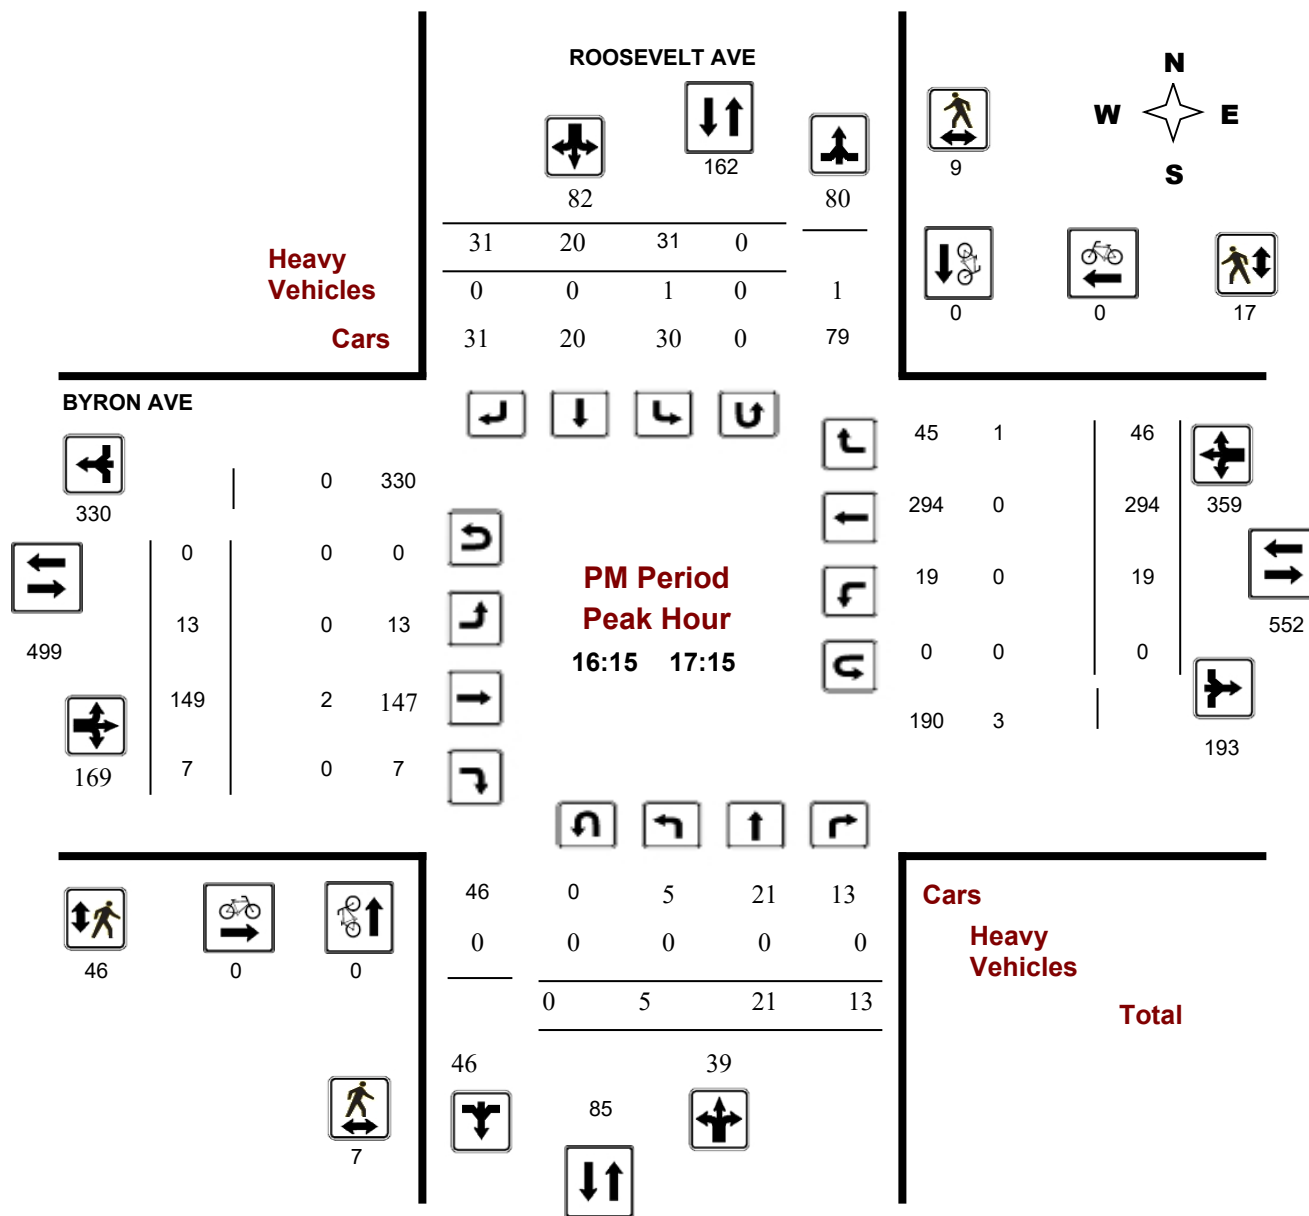 ROOSEVELT AVE
N
W E
S
162
9
82 80
31 20 31 0
Heavy
Vehicles
0 0 1 0 1
0 0 17
Cars
31 20 30 0 79
BYRON AVE
45 1 46
0 330
330
294 0 294 359
0 0 0
PM Period
Peak Hour
16:15 17:15
19 0 19
13 0 13
552
499
0 0 0
149 2 147
190 3
193
169 7 0 7
46 0 5 21 13
Cars
0 0 0 0 0
Heavy
Vehicles
46 0 0
0 5 21 13
Total
46 39
85
7